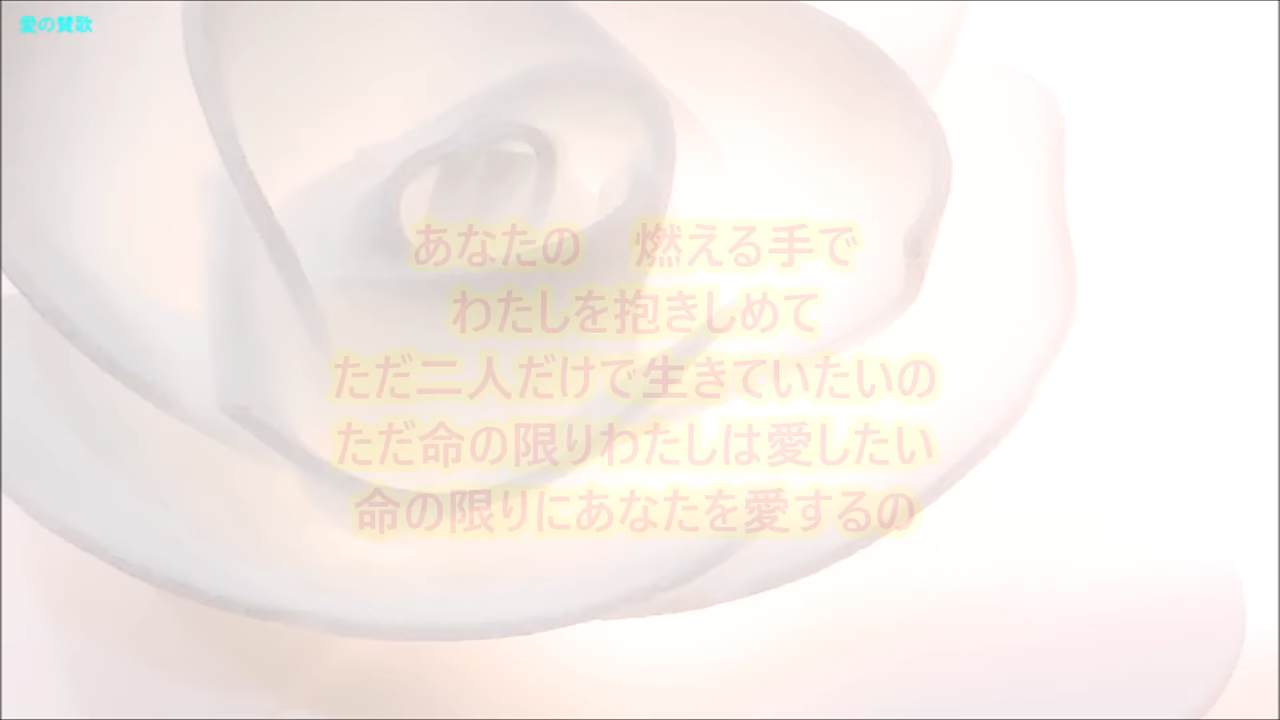 愛の賛歌
あなたの　燃える手で
わたしを抱きしめて
ただ二人だけで生きていたいの
ただ命の限りわたしは愛したい
命の限りにあなたを愛するの